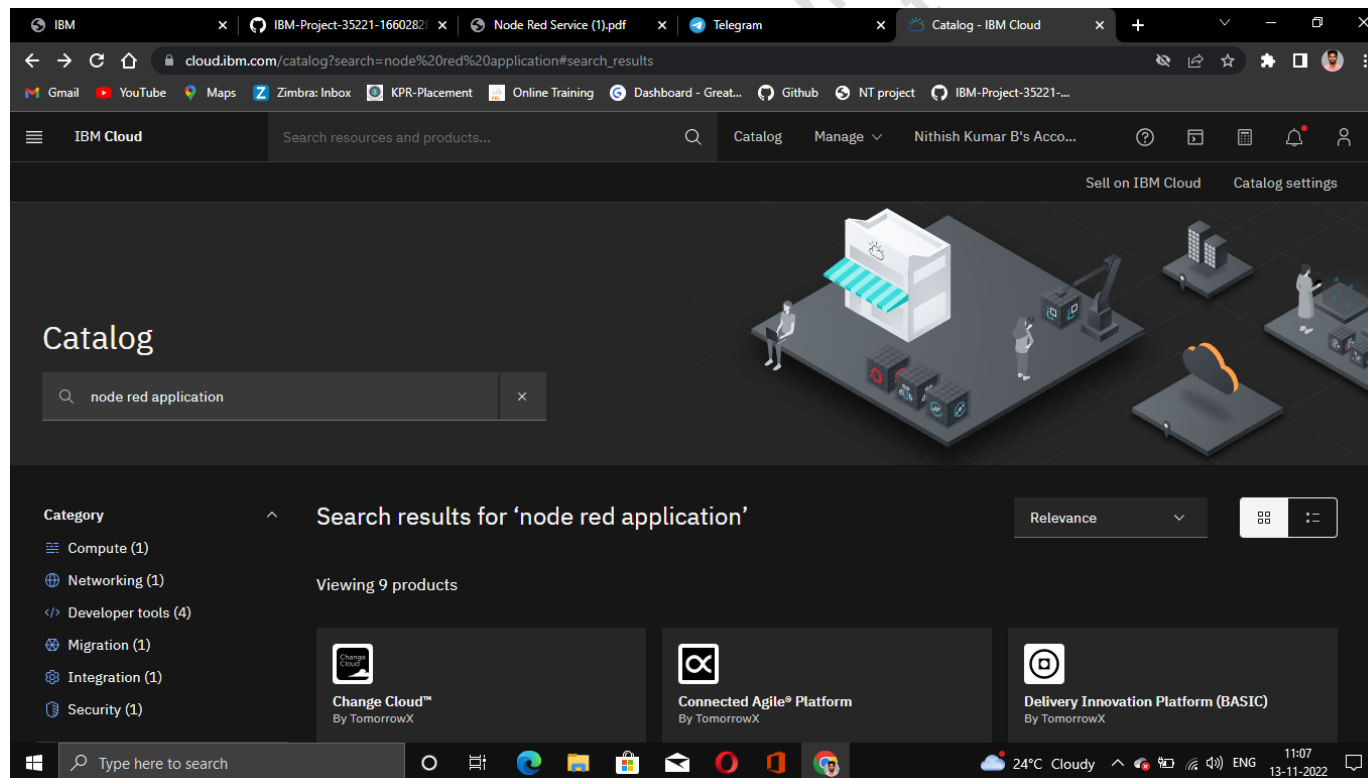 IBM
IBM-Project-35221-1660282
Node Red Service (1).pdf
Telegram
Catalog - IBM Cloud
cloud.ibm.com/catalog?search=node%20red%20application#search_results
Gmail
YouTube
Maps
Zimbra: Inbox
KPR-Placement
Online Training
Dashboard - Great...
Github
NT project
IBM-Project-35221-...
IBM Cloud
Search resources and products...
Catalog
Manage
Nithish Kumar B's Acco...
Sell on IBM Cloud
Catalog settings
Catalog
node red application
Category
Compute (1)
Networking (1)
Developer tools (4)
Migration (1)
Integration (1)
Security (1)
Search results for ‘node red application’
Relevance
Viewing 9 products
Change
Cloud
Change Cloud™
By TomorrowX
Connected Agile® Platform
By TomorrowX
Delivery Innovation Platform (BASIC)
By TomorrowX
Type here to search
24°C Cloudy
ENG
11:07
13-11-2022